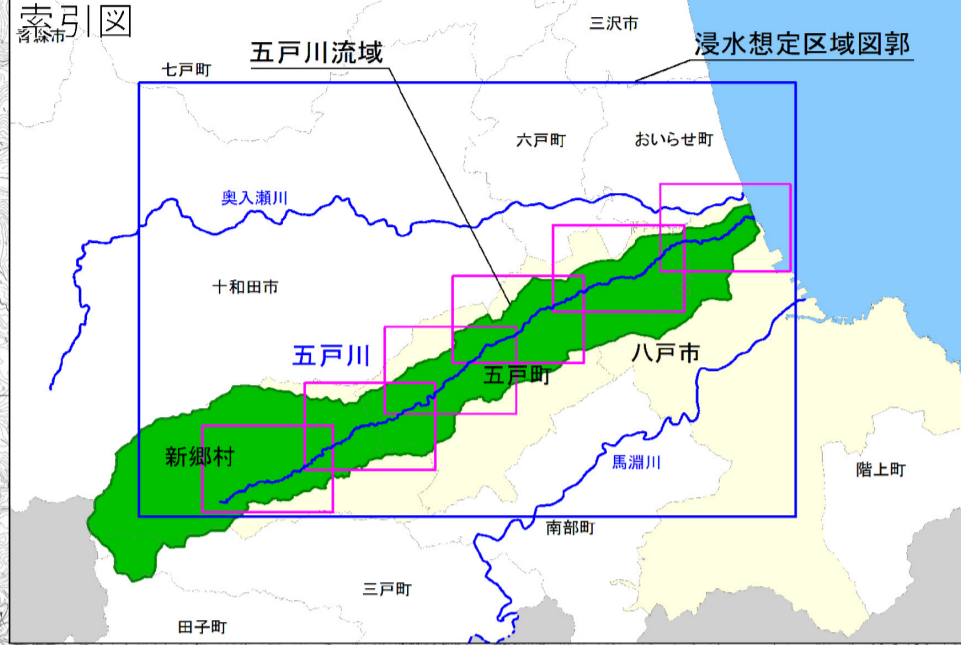 索引図
青森市
三沢市
五戸川流域
浸水想定区域図郭
七戸町
六戸町
おいらせ町
奥入瀬川
十和田市
五戸川
八戸市
五戸町
新郷村
馬淵川
階上町
南部町
三戸町
田子町